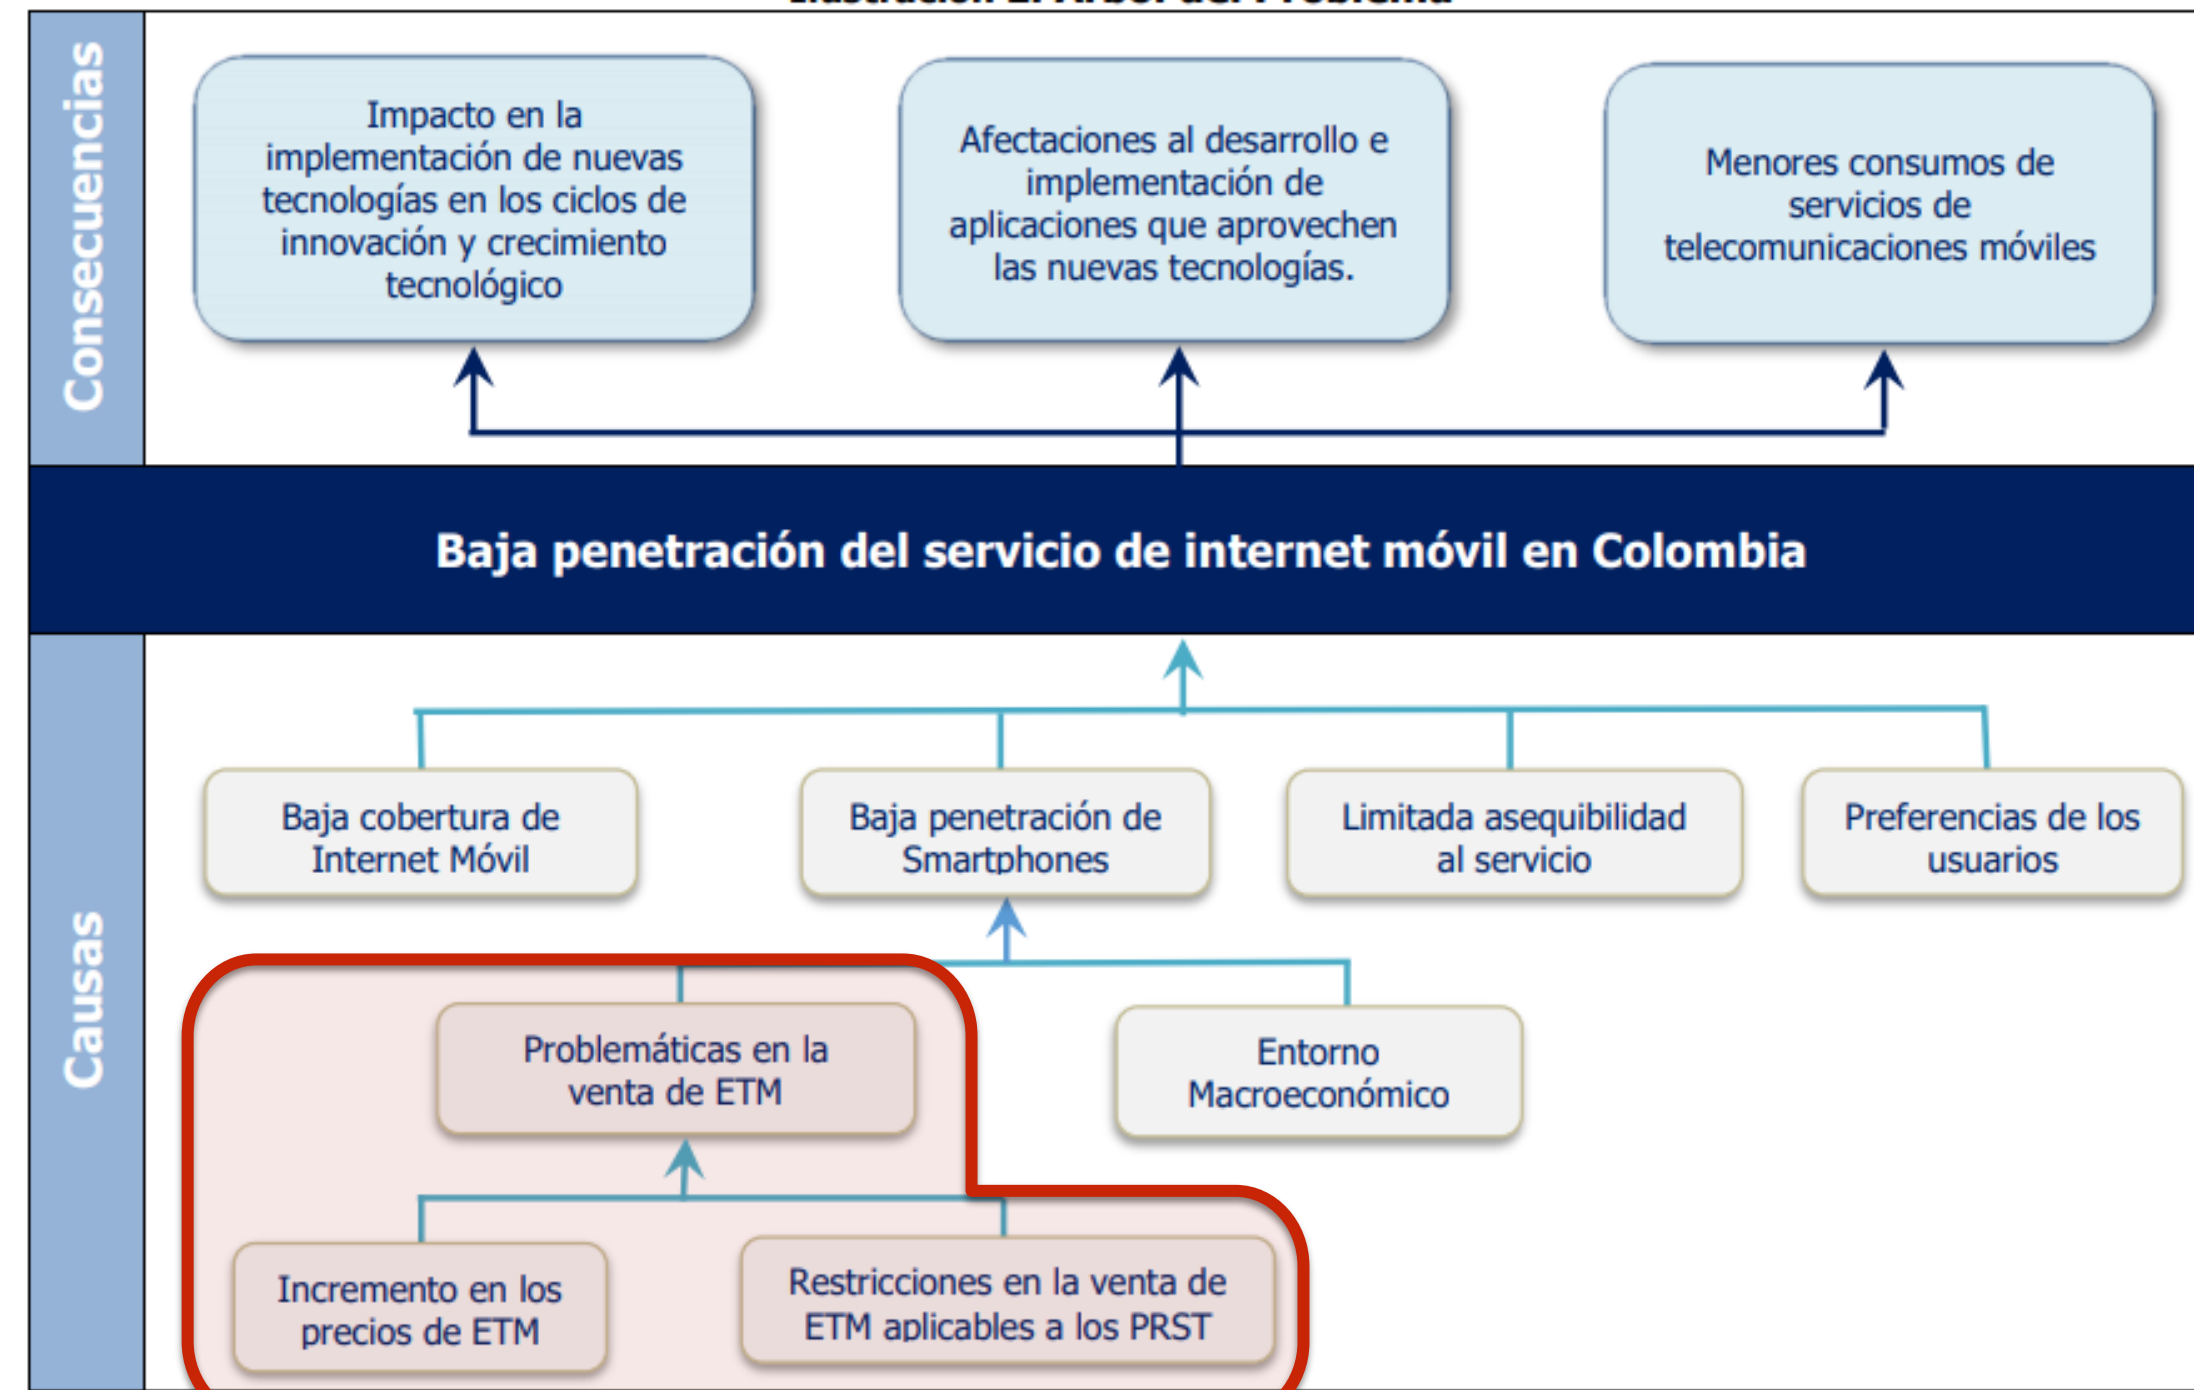 Consecuencias
Impacto en la
implementación de nuevas
tecnologías en los ciclos de
innovación y crecimiento
tecnológico
Afectaciones al desarrollo e
implementación de
aplicaciones que aprovechen
las nuevas tecnologías.
Menores consumos de
servicios de
telecomunicaciones móviles
Baja penetración del servicio de internet móvil en Colombia
Causas
Baja cobertura de
Internet Móvil
Baja penetración de
Smartphones
Limitada asequibilidad
al servicio
Preferencias de los
usuarios
Problemáticas en la
venta de ETM
Entorno
Macroeconómico
Incremento en los
precios de ETM
Restricciones en la venta de
ETM aplicables a los PRST